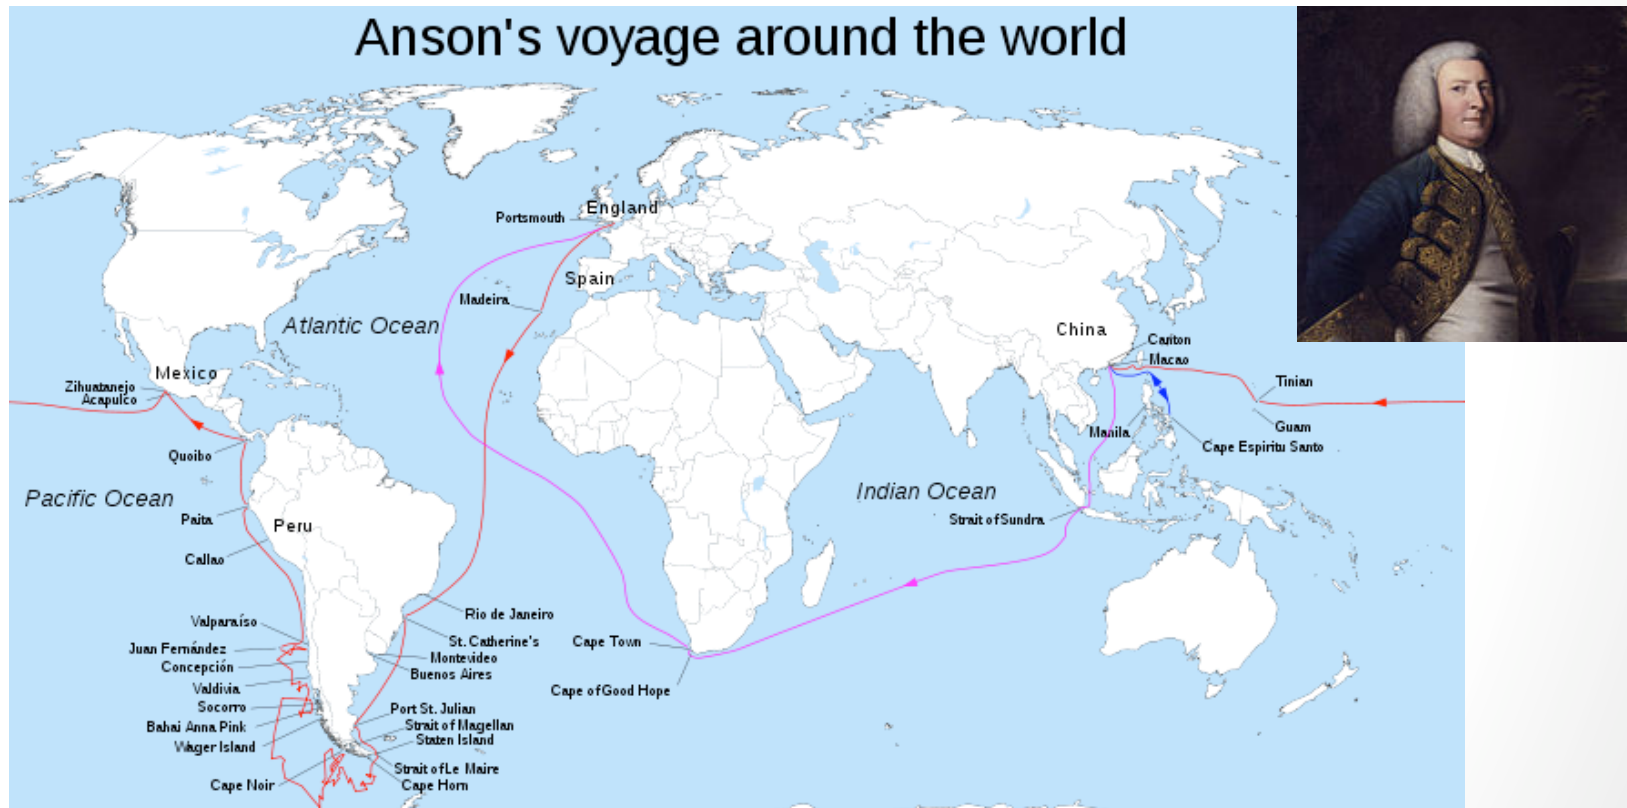 Anson's voyage around the world
England
Portsmouth
Spain
Madeira
Atlantic Ocean
China
Canton
Macao
Mexico
Zihuatanejo
Acapulco
Tinian
Guam
Manila
Cape Espiritu Santo
Quoibo
Pacific Ocean
Indian Ocean
Paita
Peru
Strait of Sundra
Callao
Rio de Janeiro
Valparaíso
St. Catherine's
Juan Fernández
Montevideo
Cape Town
Concepción
Buenos Aires
Valdivia
Cape of Good Hope
Socorro
Port St. Julian
Bahai Anna Pink
Strait of Magellan
Wager Island
Staten Island
Strait of Le Maire
Cape Noir
Cape Horn